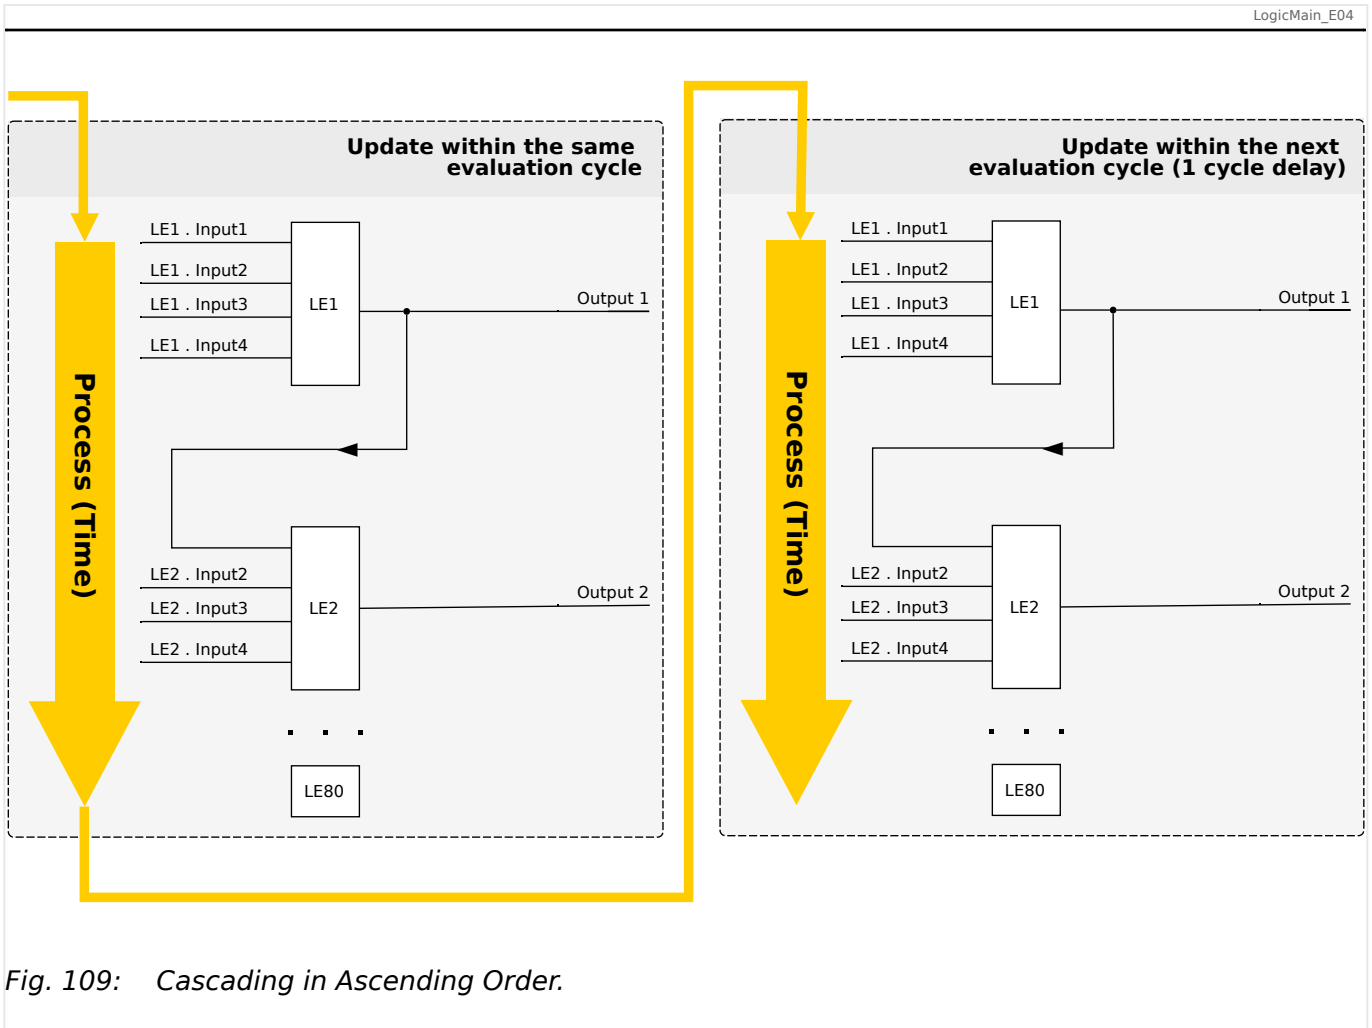 LogicMain_E04
Update within the same
evaluation cycle
Process (Time)
LE1 . Input1
LE1 . Input2
LE1 . Input3
LE1 . Input4
LE1
Output 1
LE2 . Input2
LE2 . Input3
LE2 . Input4
LE2
Output 2
. . .
LE80
Update within the next
evaluation cycle (1 cycle delay)
Process (Time)
LE1 . Input1
LE1 . Input2
LE1 . Input3
LE1 . Input4
LE1
Output 1
LE2 . Input2
LE2 . Input3
LE2 . Input4
LE2
Output 2
. . .
LE80
Fig. 109: Cascading in Ascending Order.